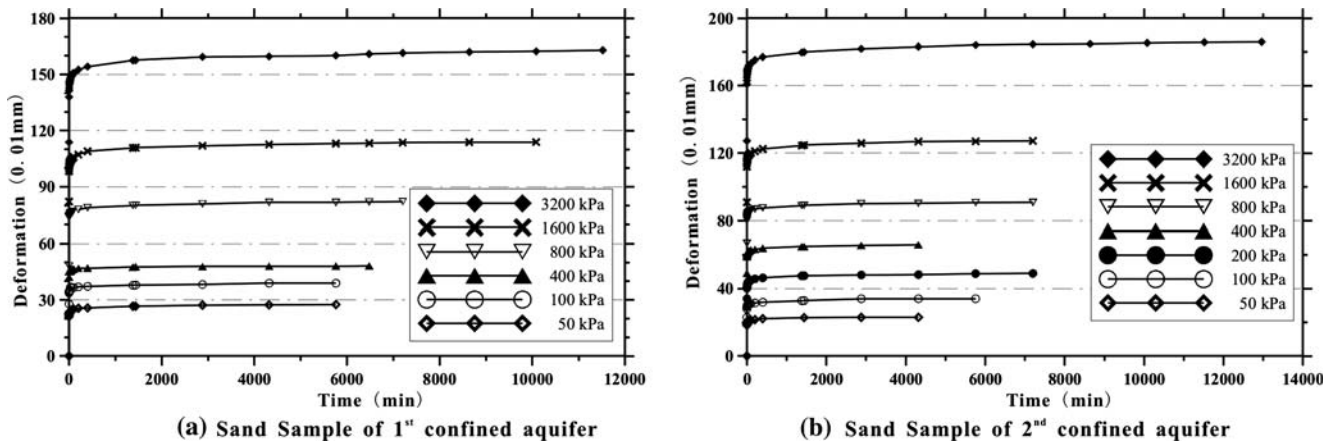 180
150
120
90
60
30
0
Deformation (0.01mm)
3200 kPa
1600 kPa
800 kPa
400 kPa
100 kPa
50 kPa
0 2000 4000 6000 8000 10000 12000
Time (min)
(a) Sand Sample of 1st confined aquifer
200
160
120
80
40
0
Deformation (0.01mm)
3200 kPa
1600 kPa
800 kPa
400 kPa
200 kPa
100 kPa
50 kPa
0 2000 4000 6000 8000 10000 12000 14000
Time (min)
(b) Sand Sample of 2nd confined aquifer